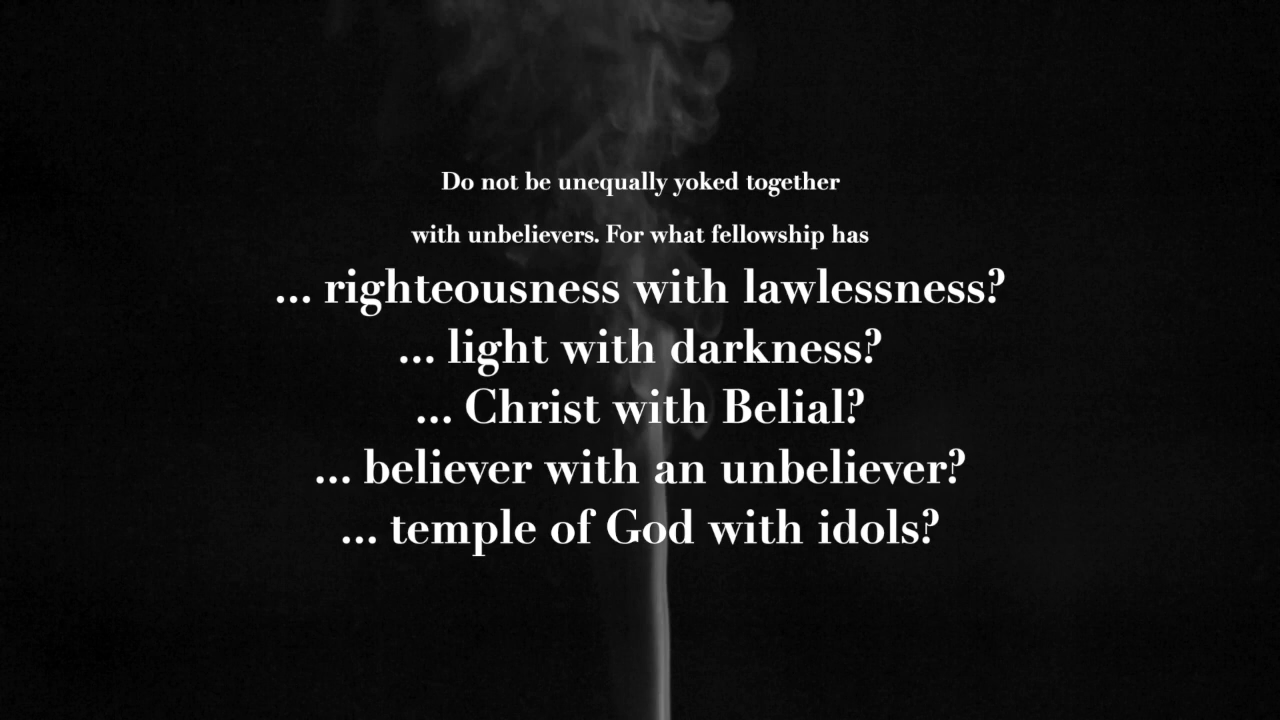 Do not be unequally yoked together
with unbelievers. For what fellowship has
... righteousness with lawlessness?
... light with darkness?
... Christ with Belial?
... believer with an unbeliever?
... temple of God with idols?